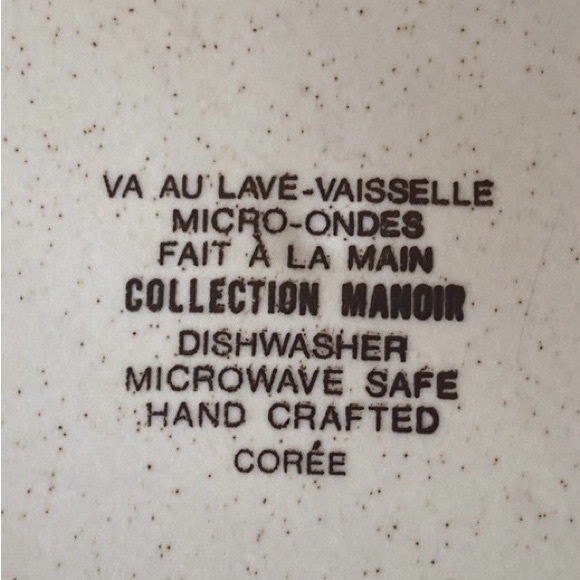 VA AU LAVE-VAISSELLE
MICRO-ONDES
FAIT À LA MAIN
COLLECTION MANOIR
DISHWASHER
MICROWAVE SAFE
HAND CRAFTED
CORÉE